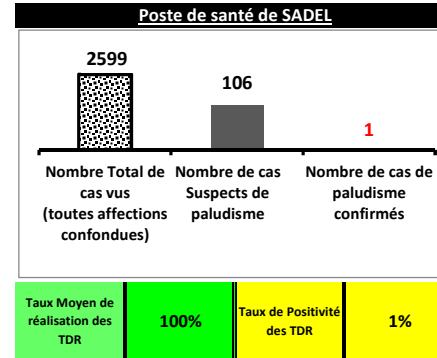 Poste de santé de SADEL
2599
106
1
Nombre Total de
cas vus
(toutes affections
confondues)
Nombre de cas
Suspects de
paludisme
Nombre de cas de
paludisme
confirmés
Taux Moyen de
réalisation des
TDR
100%
Taux de Positivité
des TDR
1%